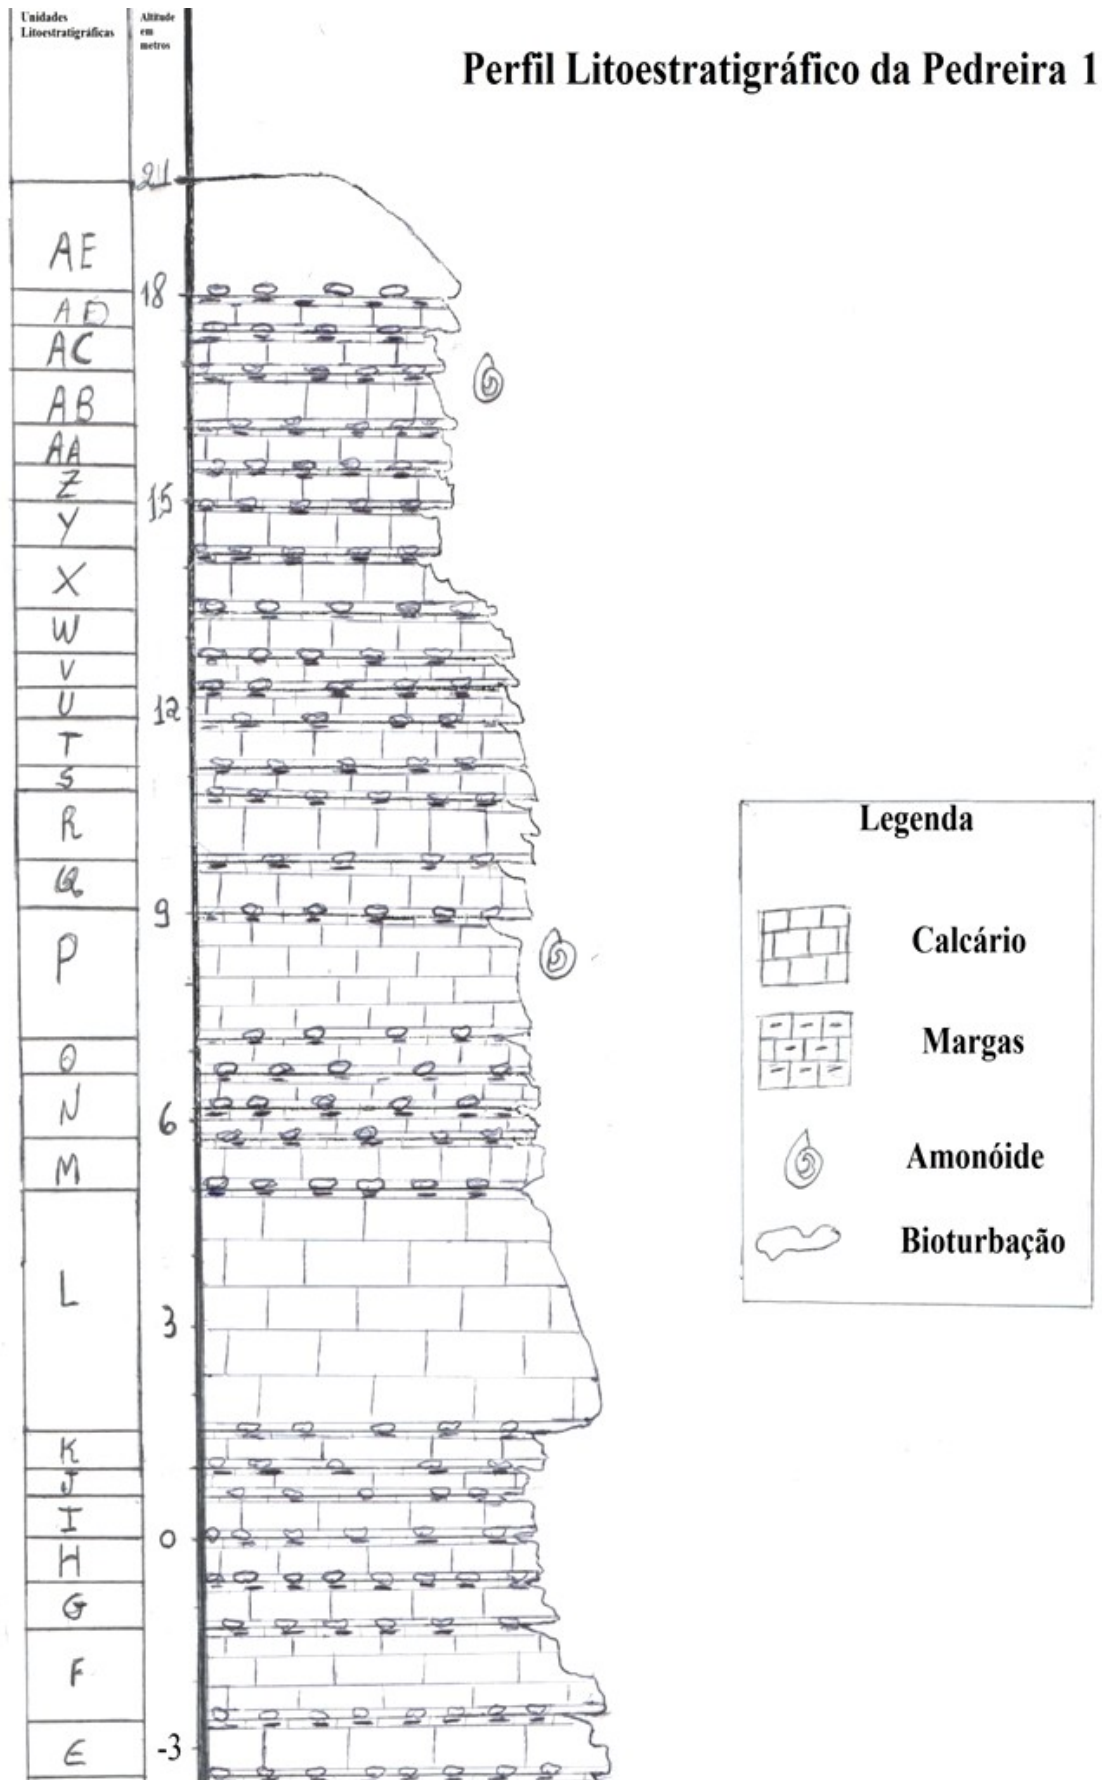 Unidades
Litoestratigráficas
Altitude
em
metros
Perfil Litoestratigráfico da Pedreira 1
21
AE
18
AD
AC
AB
AA
Z
15
Y
X
W
V
U
12
T
S
R
Q
9
P
O
N
6
M
L
3
K
J
I
0
H
G
F
E
-3
Legenda
Calcário
Margas
Amonóide
Bioturbação